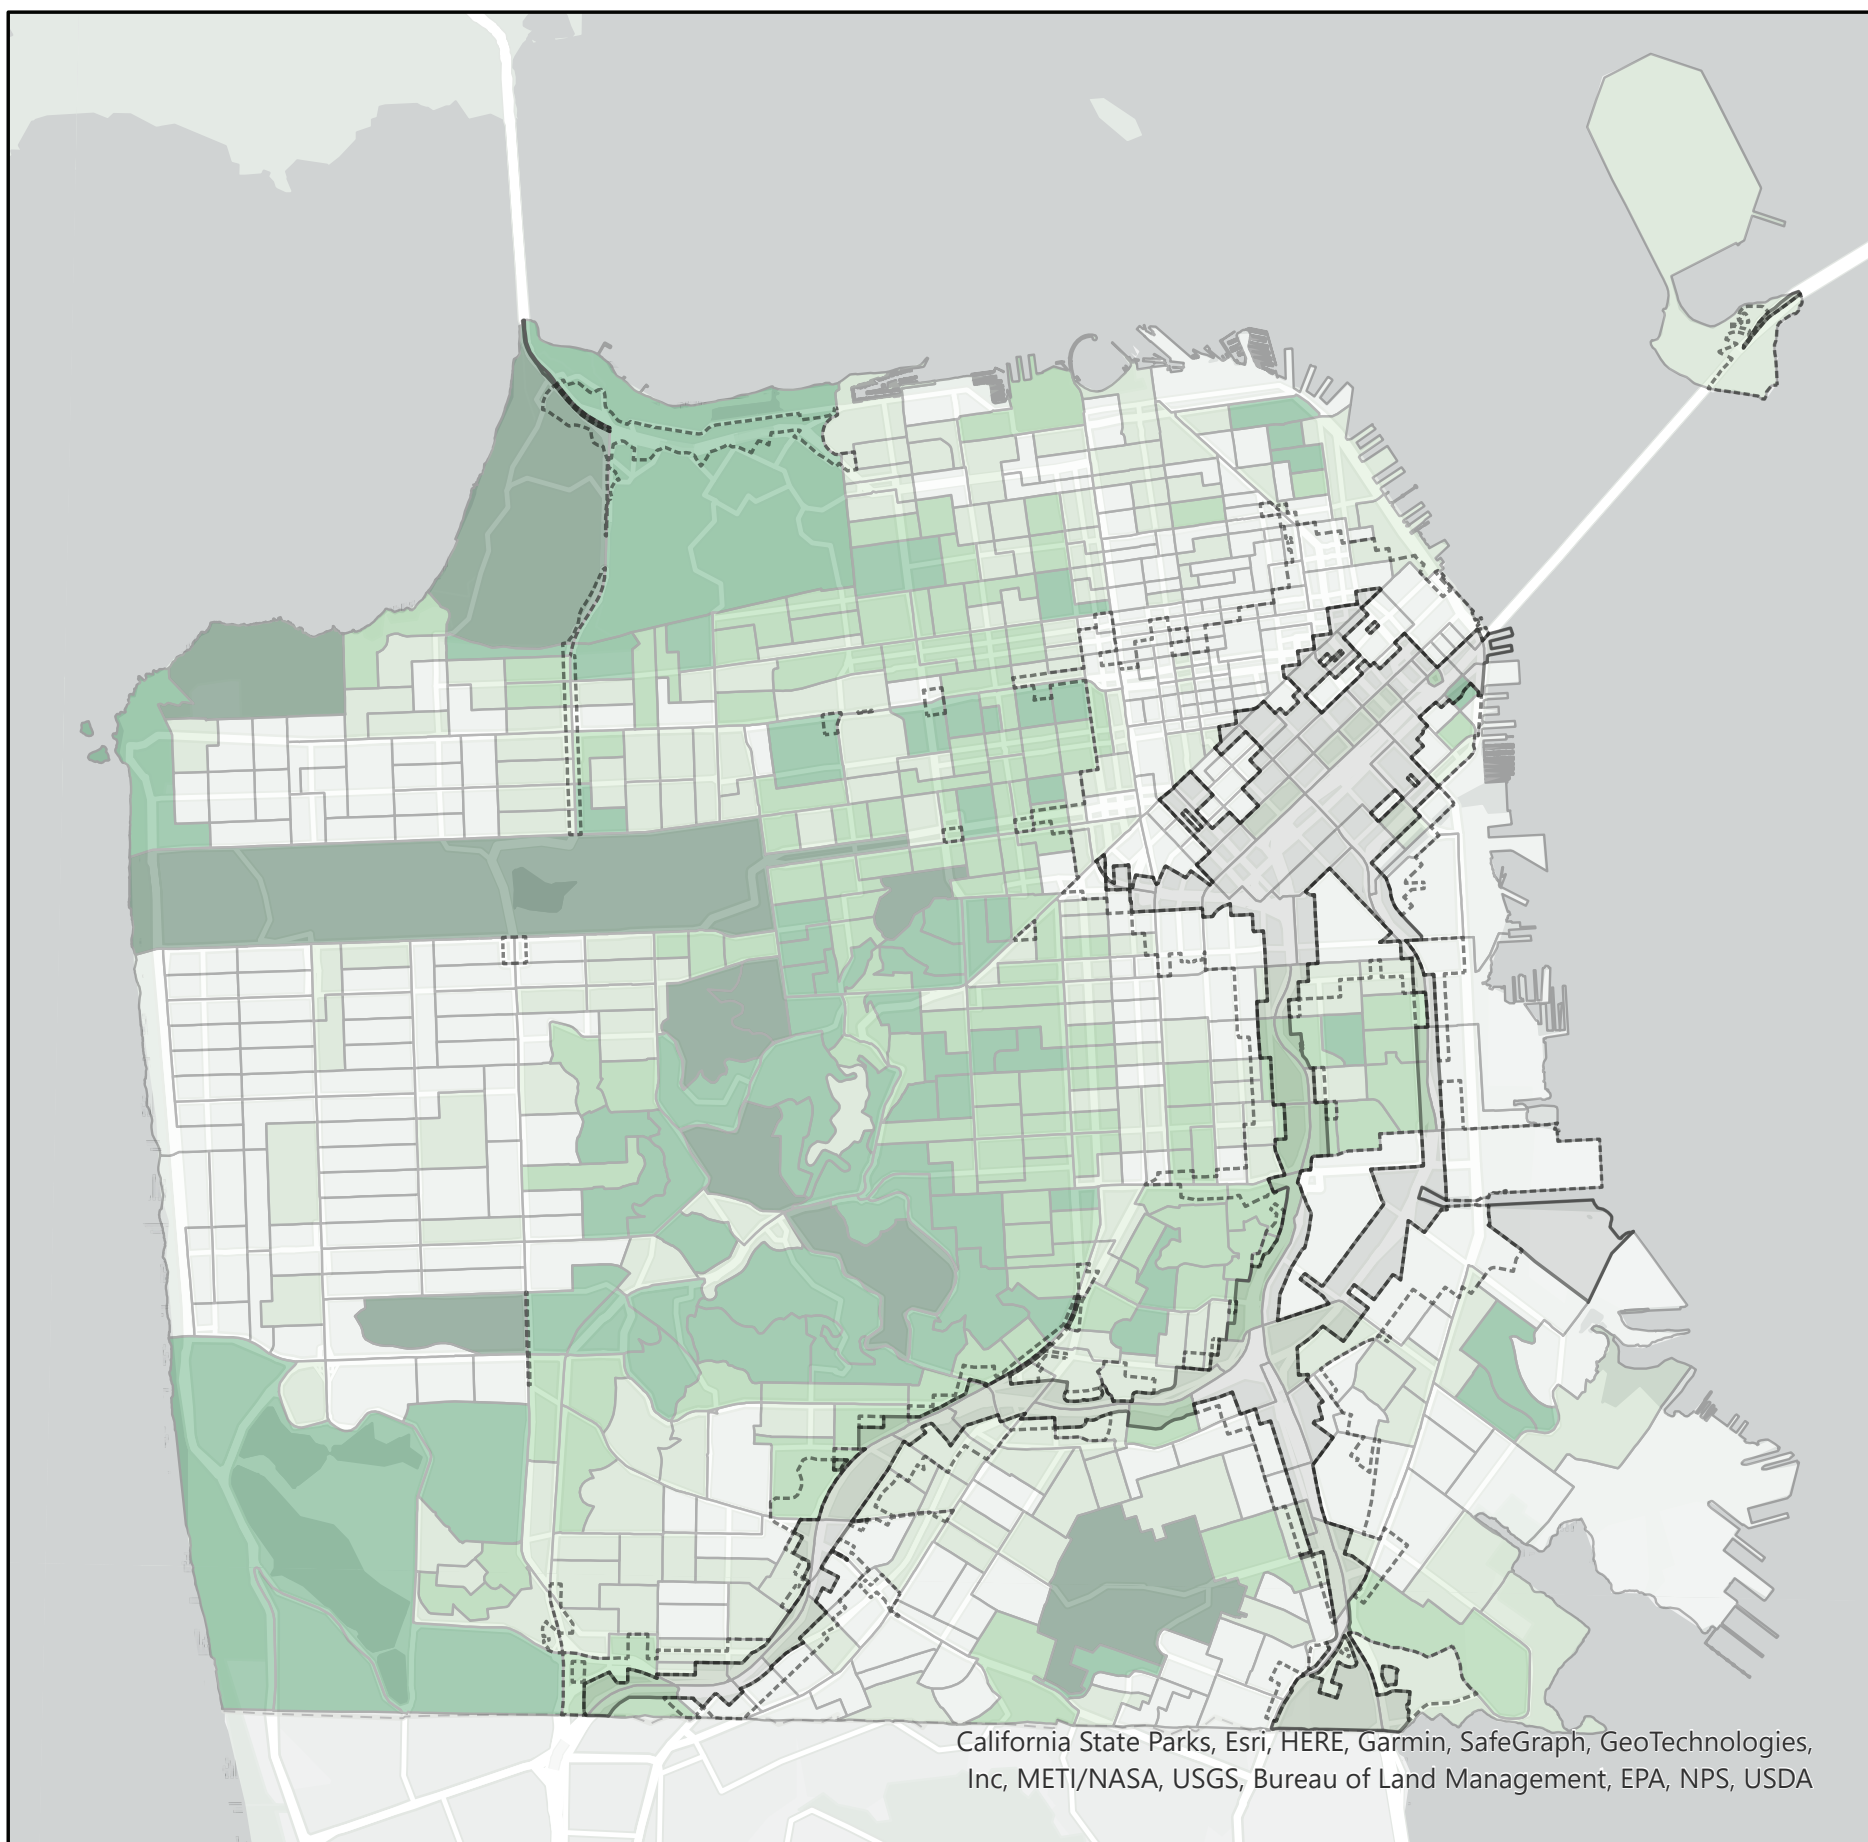 California State Parks, Esri, HERE, Garmin, SafeGraph, GeoTechnologies,
Inc, METI/NASA, USGS, Bureau of Land Management, EPA, NPS, USDA